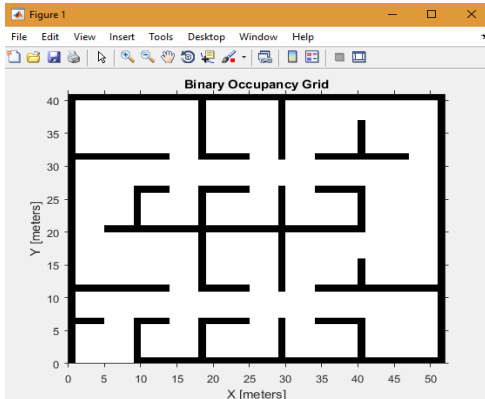 Figure 1
File Edit View Insert Tools Desktop Window Help
Binary Occupancy Grid
40
35
30
25
20
15
10
5
0
Y [meters]
0 5 10 15 20 25 30 35 40 45 50
X [meters]